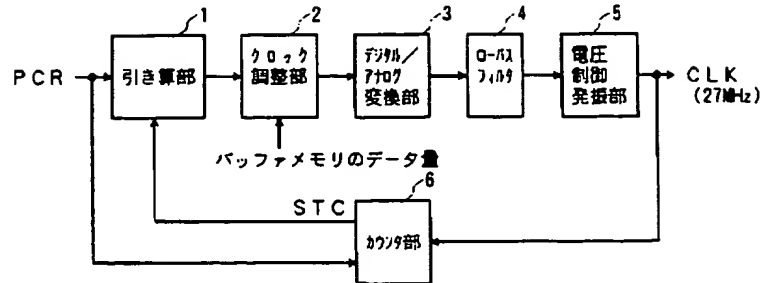 1
2
3
4
5
PCR
引き算部
クロック
調整部
デジタル/
アナログ
変換部
ローパス
フィルタ
電圧
制御
発振部
CLK
(27MHz)
バッファメモリのデータ量
6
STC
カウンタ部